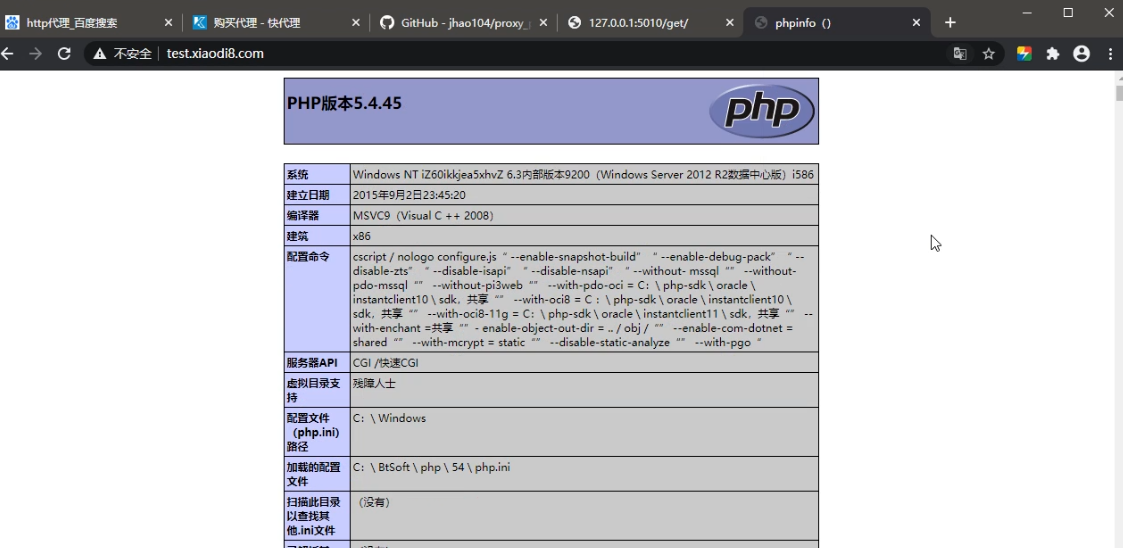 http代理_百度搜索
购买代理 - 快代理
GitHub - jhao104/proxy_
127.0.0.1:5010/get/
phpinfo（）
不安全 test.xiaodi8.com
PHP版本5.4.45
php
系统 Windows NT iZ60ikkjea5xhvZ 6.3内部版本9200（Windows Server 2012 R2数据中心版）i586
建立日期 2015年9月2日23:45:20
编译器 MSVC9（Visual C ++ 2008）
建筑 x86
配置命令 cscript / nologo configure.js“ --enable-snapshot-build” “ --enable-debug-pack” “ --
disable-zts” “ --disable-isapi” “ --disable-nsapi” “ --without- mssql “” --without-
pdo-mssql “” --without-pi3web “” --with-pdo-oci = C：\ php-sdk \ oracle \
instantclient10 \ sdk，共享 “” --with-oci8 = C：\ php-sdk \ oracle \ instantclient10 \
sdk，共享 “” --with-oci8-11g = C：\ php-sdk \ oracle \ instantclient11 \ sdk，共享 “” --
with-enchant =共享 “” - enable-object-out-dir = .. / obj / “” --enable-com-dotnet =
shared “” --with-mcrypt = static “” --disable-static-analyze “” --with-pgo “
服务器API CGI /快速CGI
虚拟目录支 残障人士
持
配置文件 C：\ Windows
（php.ini）
路径
加载的配置 C：\ BtSoft \ php \ 54 \ php.ini
文件
扫描此目录 （没有）
以查找其
他.ini文件